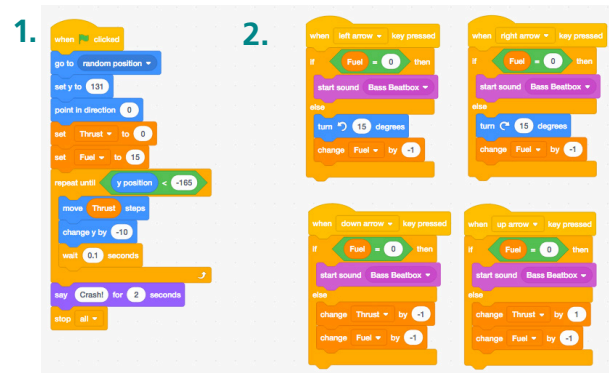 1.
when clicked
go to random position
set y to 131
point in direction 0
set Thrust to 0
set Fuel to 15
repeat until y position < -165
move Thrust steps
change y by -10
wait 0.1 seconds
say Crash! for 2 seconds
stop all
2.
when left arrow key pressed
if Fuel = 0 then
start sound Bass Beatbox
else
turn 15 degrees
change Fuel by -1
when right arrow key pressed
if Fuel = 0 then
start sound Bass Beatbox
else
turn 15 degrees
change Fuel by -1
when down arrow key pressed
if Fuel = 0 then
start sound Bass Beatbox
else
change Thrust by -1
change Fuel by -1
when up arrow key pressed
if Fuel = 0 then
start sound Bass Beatbox
else
change Thrust by 1
change Fuel by -1